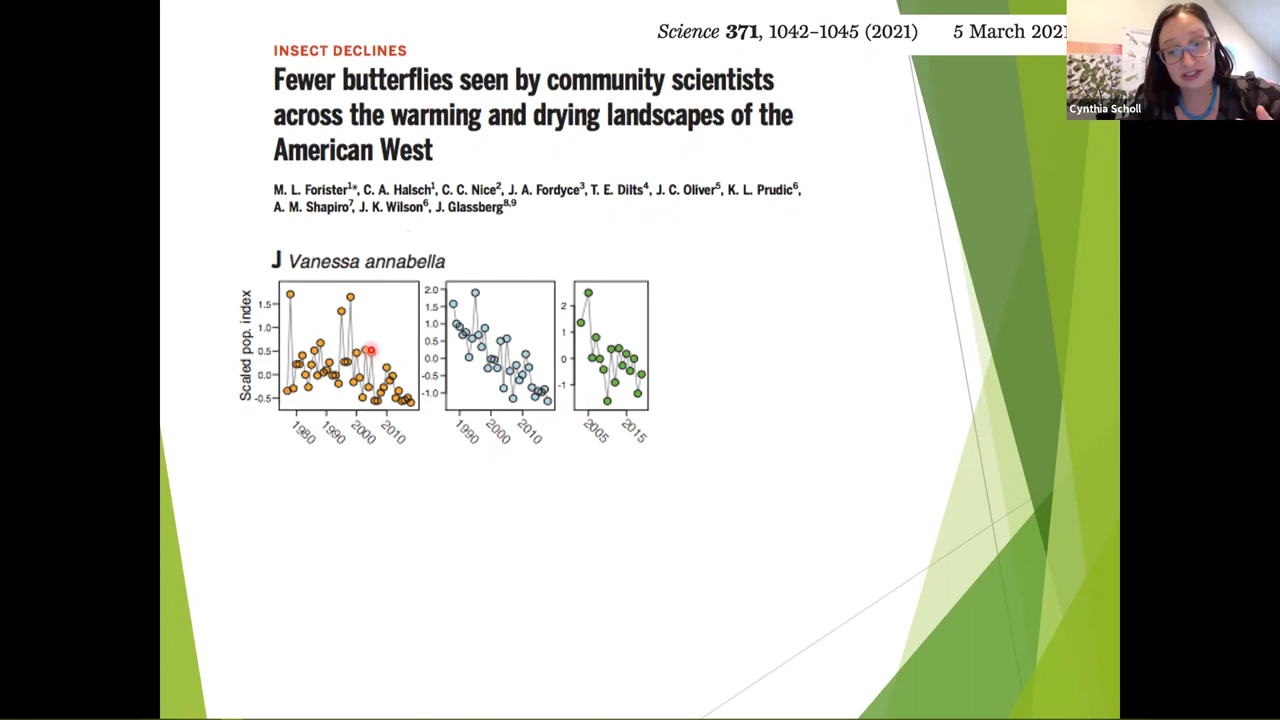 Science 371, 1042–1045 (2021) 5 March 2021
INSECT DECLINES
Fewer butterflies seen by community scientists
across the warming and drying landscapes of the
American West
M. L. Forister¹*, C. A. Halsch¹, C. C. Nice², J. A. Fordyce³, T. E. Dilts⁴, J. C. Oliver⁵, K. L. Prudic⁶,
A. M. Shapiro⁷, J. K. Wilson⁶, J. Glassberg⁸,⁹
J Vanessa annabella
Scaled pop. index
1.5
1.0
0.5
0.0
-0.5
1980 1990 2000 2010
2.0
1.5
1.0
0.5
0.0
-0.5
-1.0
1990 2000 2010
2
1
0
-1
2005 2015
Cynthia Scholl